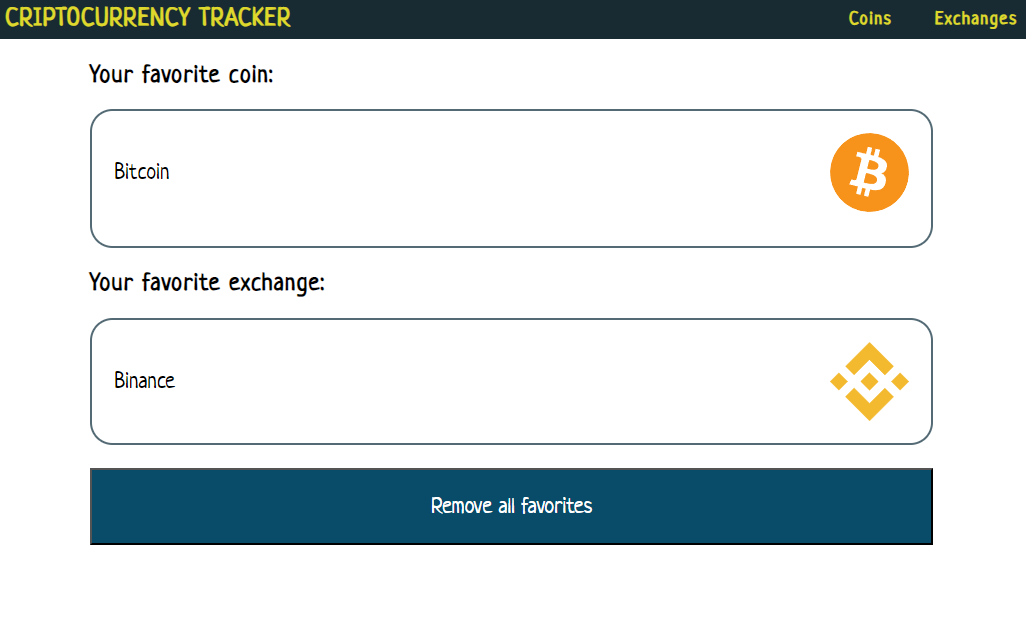 CRIPTOCURRENCY TRACKER
Coins
Exchanges
Your favorite coin:
Bitcoin
Your favorite exchange:
Binance
Remove all favorites